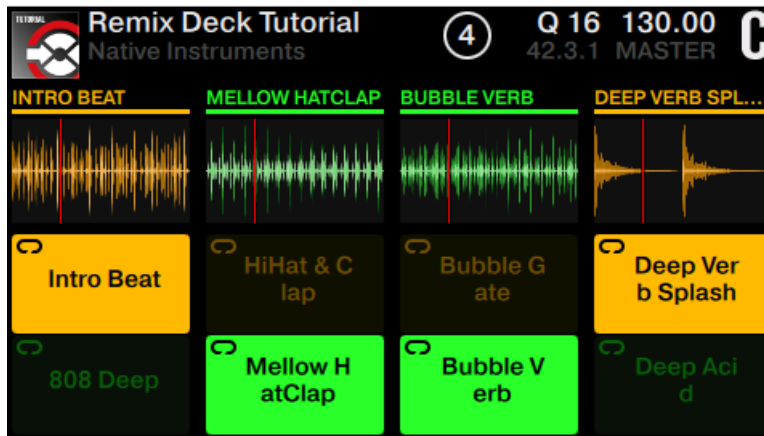 TUTORIAL
Remix Deck Tutorial
Native Instruments
4
Q 16 130.00
42.3.1 MASTER
C
INTRO BEAT
MELLOW HATCLAP
BUBBLE VERB
DEEP VERB SPL...
Intro Beat
HiHat & C
lap
Bubble G
ate
Deep Ver
b Splash
808 Deep
Mellow H
atClap
Bubble V
erb
Deep Aci
d